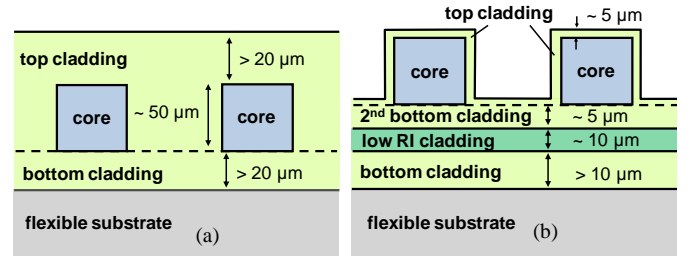 top cladding
> 20 µm
core
~ 50 µm
core
bottom cladding
> 20 µm
flexible substrate
(a)
top cladding
~ 5 µm
core
core
2nd bottom cladding
~ 5 µm
low RI cladding
~ 10 µm
bottom cladding
> 10 µm
flexible substrate
(b)